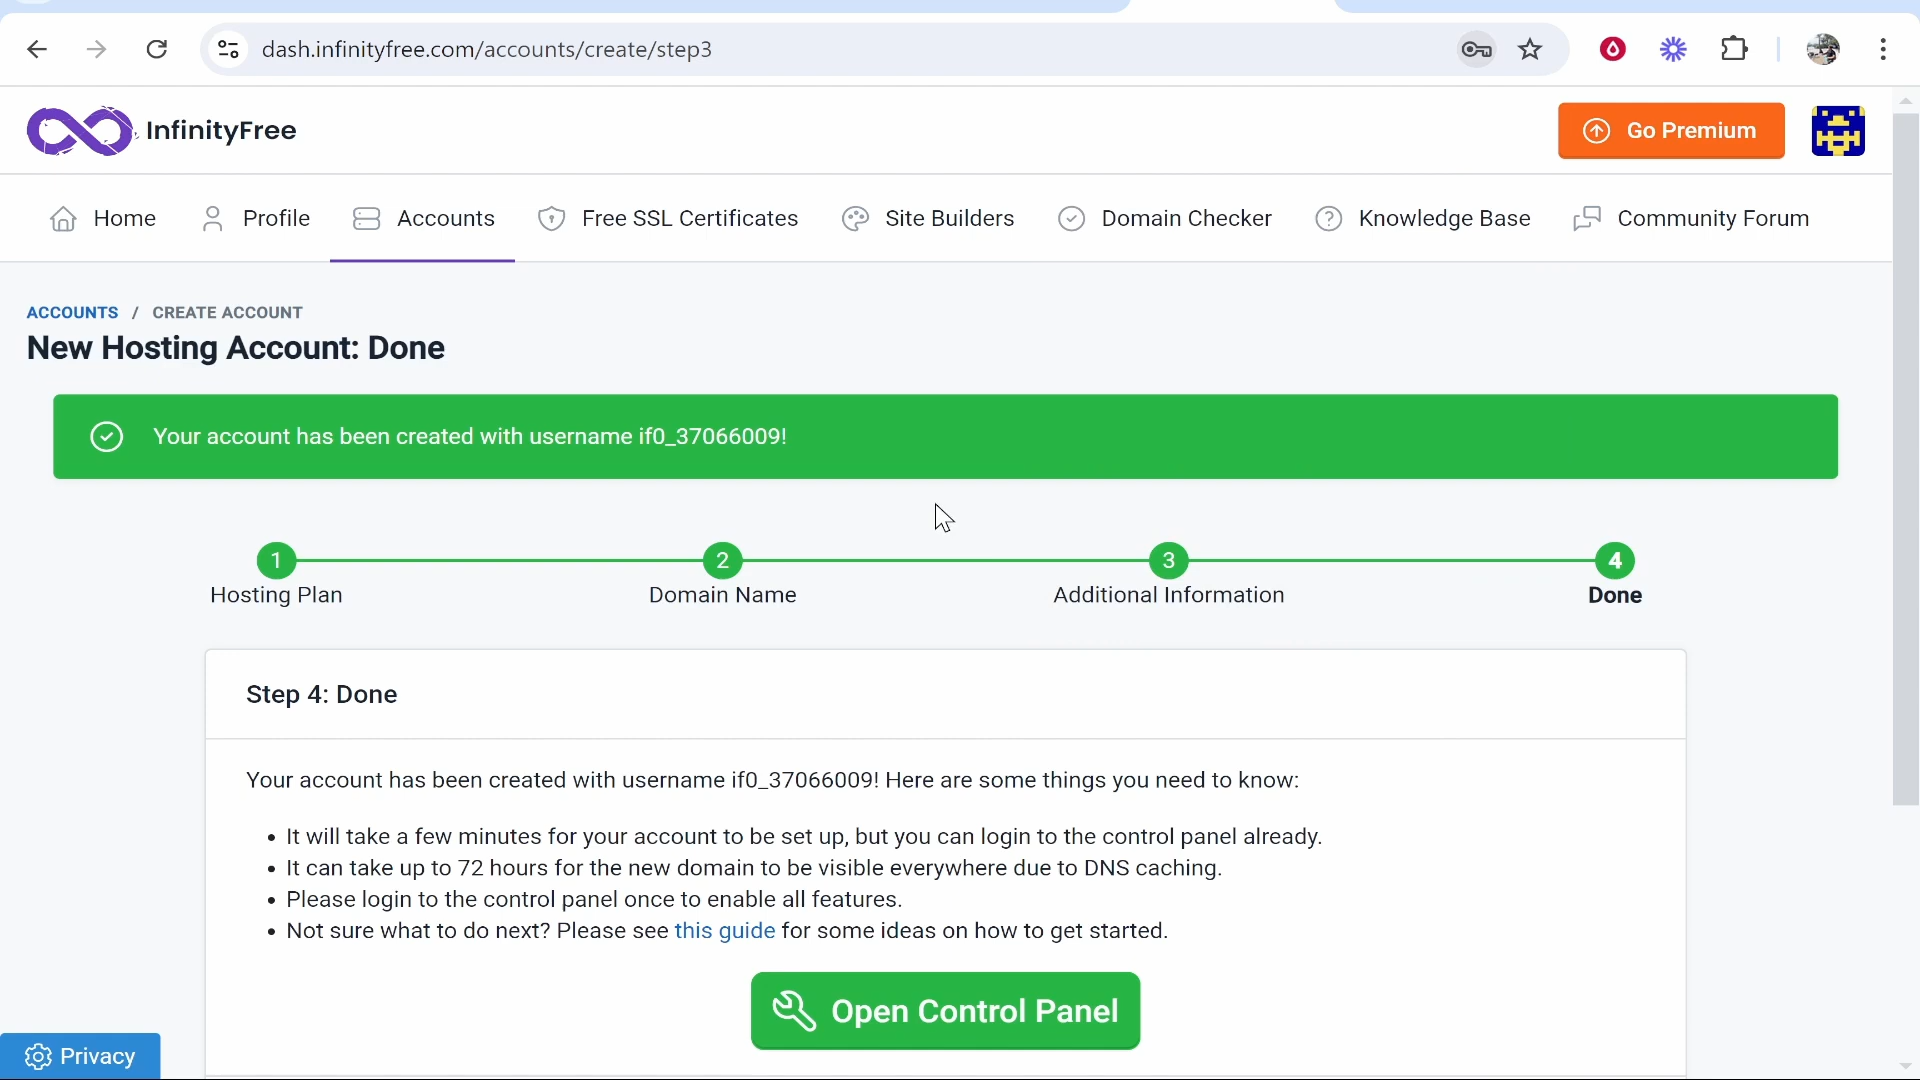 dash.infinityfree.com/accounts/create/step3
InfinityFree
Go Premium
Home
Profile
Accounts
Free SSL Certificates
Site Builders
Domain Checker
Knowledge Base
Community Forum
ACCOUNTS / CREATE ACCOUNT
New Hosting Account: Done
Your account has been created with username if0_37066009!
1
2
3
4
Hosting Plan
Domain Name
Additional Information
Done
Step 4: Done
Your account has been created with username if0_37066009! Here are some things you need to know:
• It will take a few minutes for your account to be set up, but you can login to the control panel already.
• It can take up to 72 hours for the new domain to be visible everywhere due to DNS caching.
• Please login to the control panel once to enable all features.
• Not sure what to do next? Please see this guide for some ideas on how to get started.
Open Control Panel
Privacy